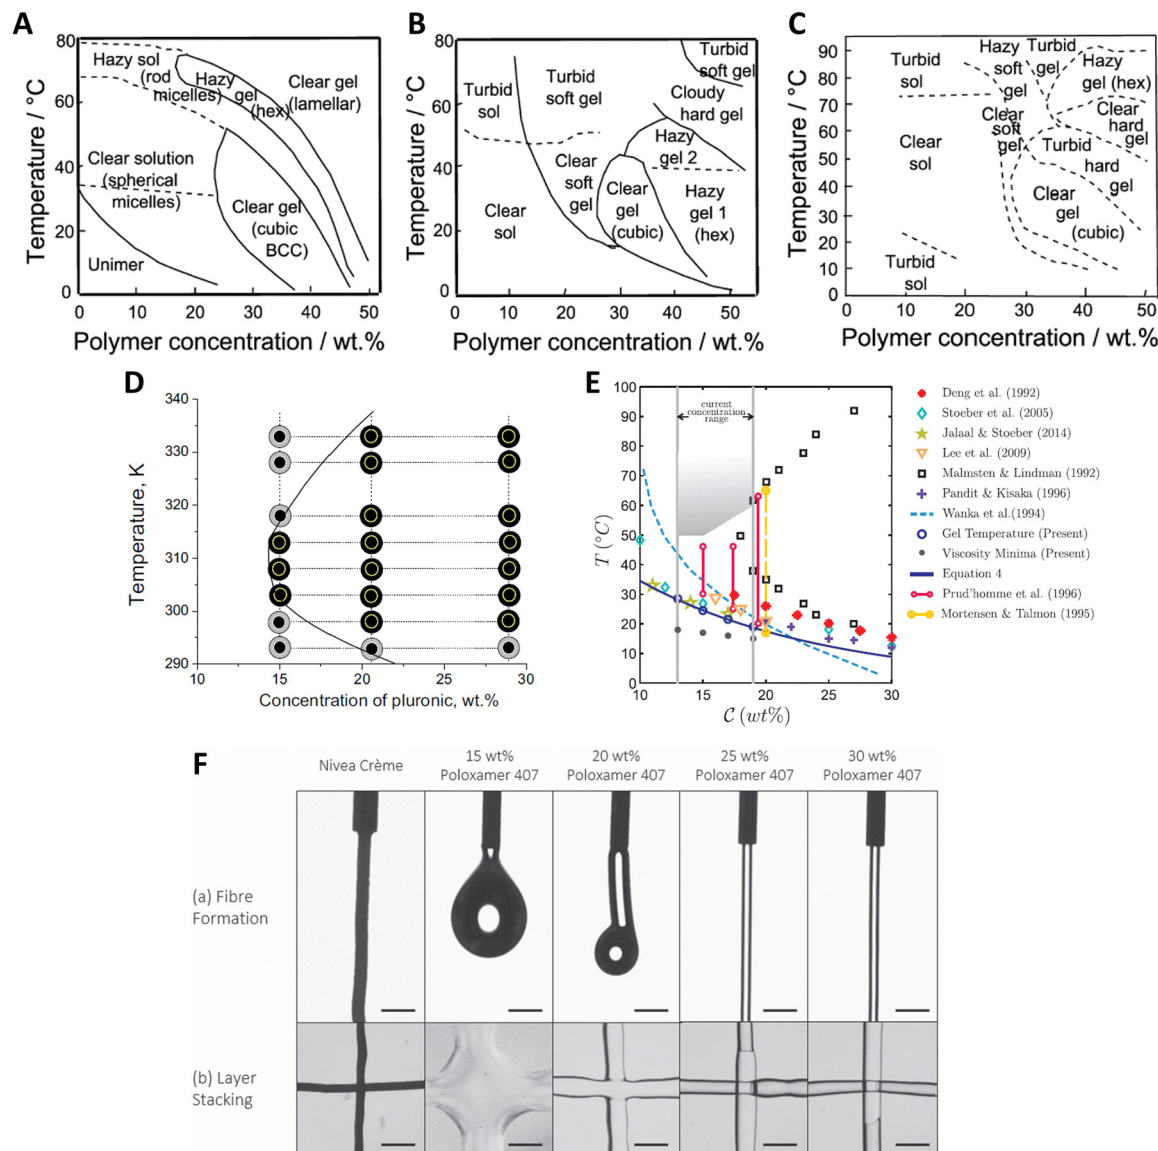 A
80
60
40
20
0
Temperature / °C
Hazy sol
(rod
micelles)
Hazy
gel
(hex)
Clear gel
(lamellar)
Clear solution
(spherical
micelles)
Clear gel
(cubic
BCC)
Unimer
0 10 20 30 40 50
Polymer concentration / wt.%
B
80
60
40
20
0
Temperature / °C
Turbid
sol
Turbid
soft gel
Turbid
soft gel
Cloudy
hard gel
Hazy
gel 2
Clear
soft
gel
Clear
gel
(cubic)
Hazy
gel 1
(hex)
Clear
sol
0 10 20 30 40 50
Polymer concentration / wt.%
C
90
80
70
60
50
40
30
20
10
0
Temperature / °C
Turbid
sol
Hazy
soft
gel
Turbid
gel
Hazy
gel (hex)
Clear
soft
gel
Clear
hard
gel
Clear
sol
Turbid
hard
gel
Clear
gel
(cubic)
Turbid
sol
0 10 20 30 40 50
Polymer concentration / wt.%
D
340
330
320
310
300
290
Temperature, K
10 15 20 25 30
Concentration of pluronic, wt.%
E
100
90
80
70
60
50
40
30
20
10
0
T (°C)
current
concentration
range
10 15 20 25 30
C (wt%)
Deng et al. (1992)
Stoeber et al. (2005)
Jalaal & Stoeber (2014)
Lee et al. (2009)
Malmsten & Lindman (1992)
Pandit & Kisaka (1996)
Wanka et al.(1994)
Gel Temperature (Present)
Viscosity Minima (Present)
Equation 4
Prud'homme et al. (1996)
Mortensen & Talmon (1995)
F
Nivea Crème
15 wt%
Poloxamer 407
20 wt%
Poloxamer 407
25 wt%
Poloxamer 407
30 wt%
Poloxamer 407
(a) Fibre
Formation
(b) Layer
Stacking